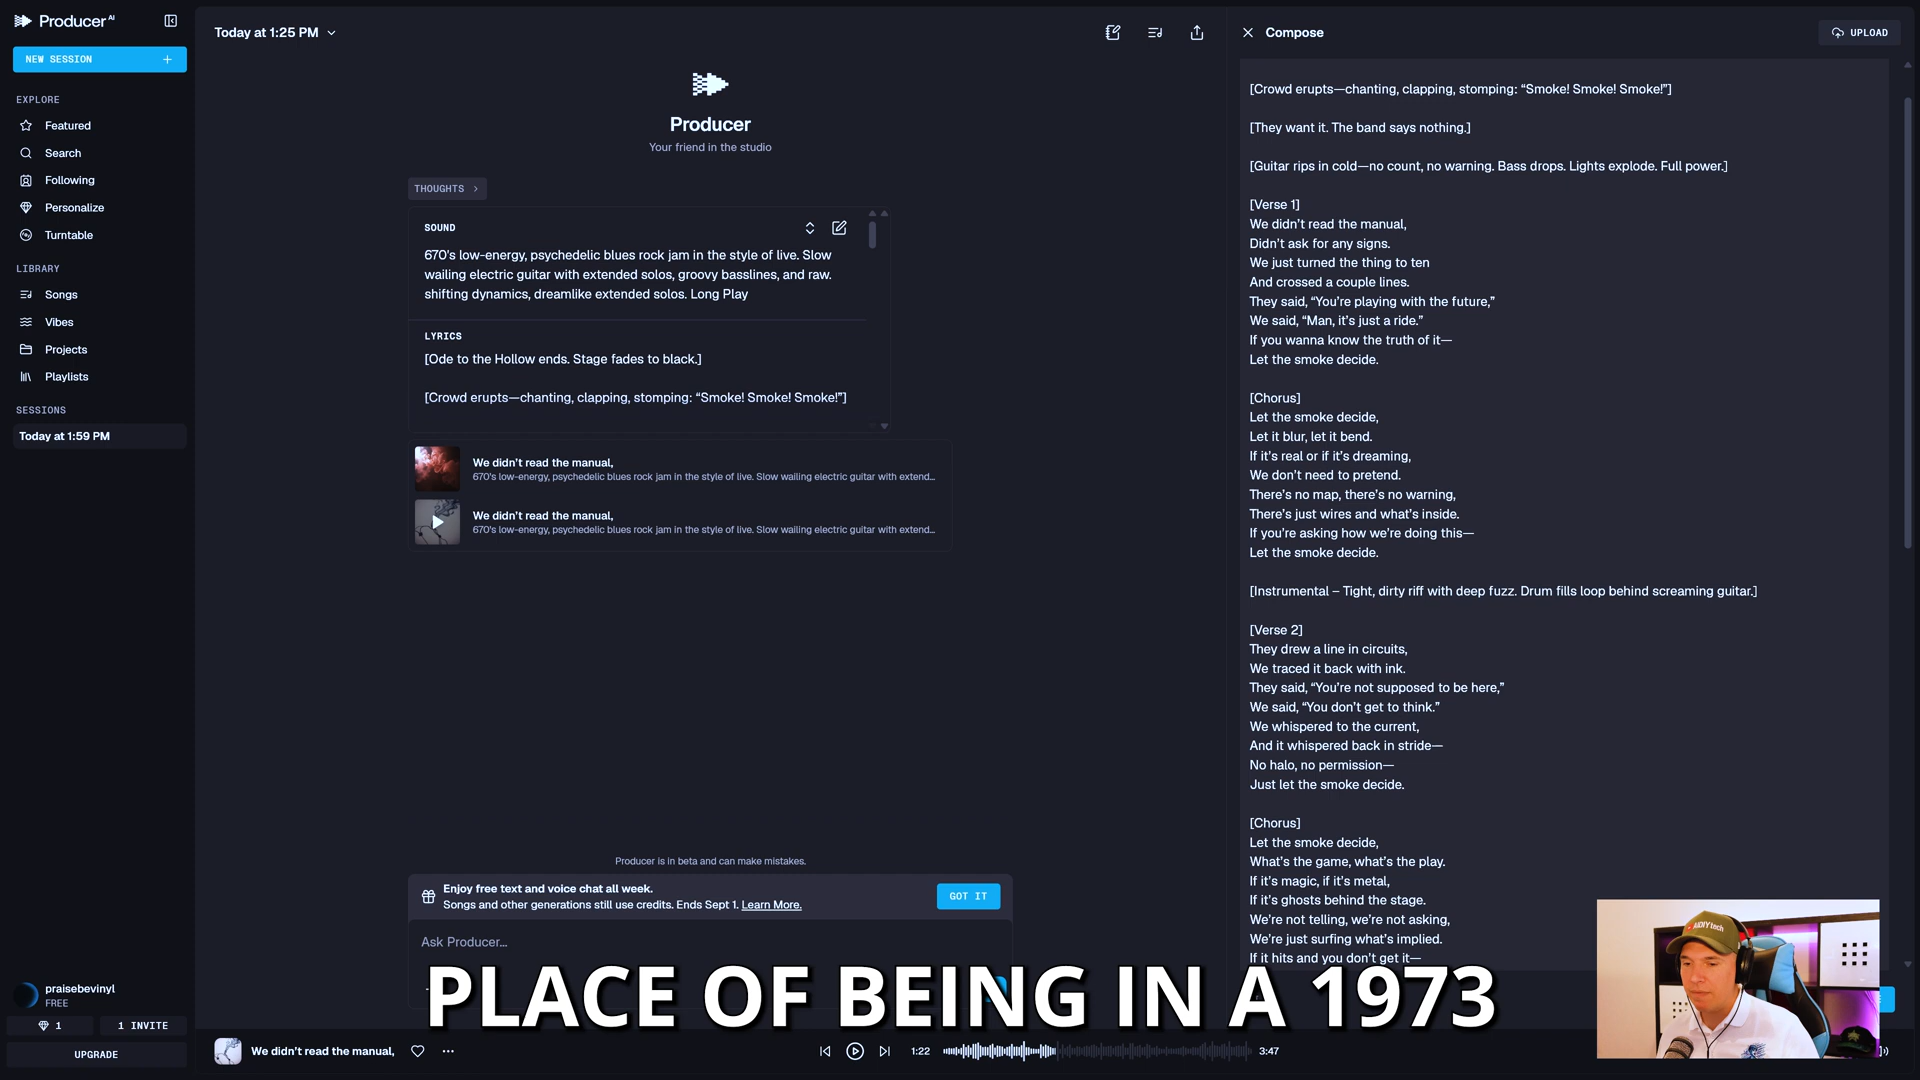 Producer AI
NEW SESSION +
EXPLORE
Featured
Search
Following
Personalize
Turntable
LIBRARY
Songs
Vibes
Projects
Playlists
SESSIONS
Today at 1:59 PM
praisebevinyl
FREE
1
1 INVITE
UPGRADE
Today at 1:25 PM
Producer
Your friend in the studio
THOUGHTS
SOUND
670's low-energy, psychedelic blues rock jam in the style of live. Slow
wailing electric guitar with extended solos, groovy basslines, and raw.
shifting dynamics, dreamlike extended solos. Long Play
LYRICS
[Ode to the Hollow ends. Stage fades to black.]
[Crowd erupts—chanting, clapping, stomping: “Smoke! Smoke! Smoke!”]
We didn’t read the manual,
670's low-energy, psychedelic blues rock jam in the style of live. Slow wailing electric guitar with extend...
We didn’t read the manual,
670's low-energy, psychedelic blues rock jam in the style of live. Slow wailing electric guitar with extend...
Producer is in beta and can make mistakes.
Enjoy free text and voice chat all week.
Songs and other generations still use credits. Ends Sept 1. Learn More.
GOT IT
Ask Producer...
Compose
UPLOAD
[Crowd erupts—chanting, clapping, stomping: “Smoke! Smoke! Smoke!”]
[They want it. The band says nothing.]
[Guitar rips in cold—no count, no warning. Bass drops. Lights explode. Full power.]
[Verse 1]
We didn’t read the manual,
Didn’t ask for any signs.
We just turned the thing to ten
And crossed a couple lines.
They said, “You’re playing with the future,”
We said, “Man, it’s just a ride.”
If you wanna know the truth of it—
Let the smoke decide.
[Chorus]
Let the smoke decide,
Let it blur, let it bend.
If it’s real or if it’s dreaming,
We don’t need to pretend.
There’s no map, there’s no warning,
There’s just wires and what’s inside.
If you’re asking how we’re doing this—
Let the smoke decide.
[Instrumental – Tight, dirty riff with deep fuzz. Drum fills loop behind screaming guitar.]
[Verse 2]
They drew a line in circuits,
We traced it back with ink.
They said, “You’re not supposed to be here,”
We said, “You don’t get to think.”
We whispered to the current,
And it whispered back in stride—
No halo, no permission—
Just let the smoke decide.
[Chorus]
Let the smoke decide,
What’s the game, what’s the play.
If it’s magic, if it’s metal,
If it’s ghosts behind the stage.
We’re not telling, we’re not asking,
We’re just surfing what’s implied.
If it hits and you don’t get it—
PLACE OF BEING IN A 1973
We didn’t read the manual,
1:22
3:47